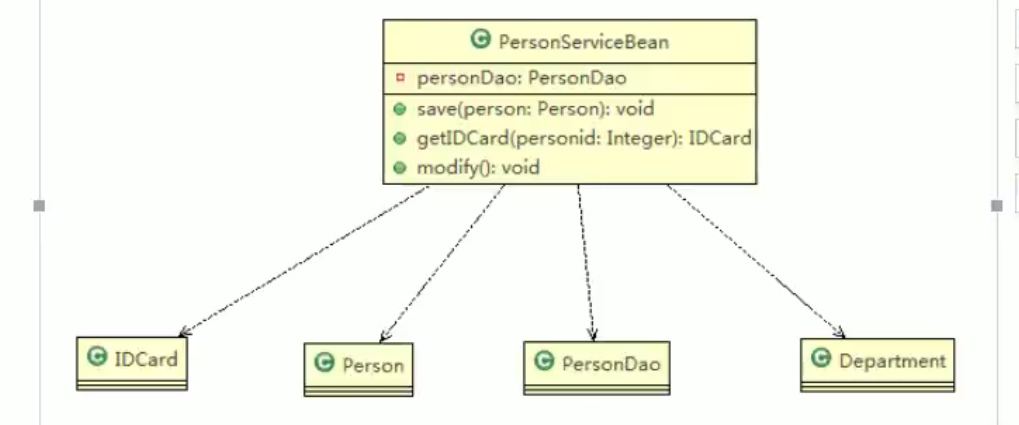 PersonServiceBean
personDao: PersonDao
save(person: Person): void
getIDCard(personid: Integer): IDCard
modify(): void
IDCard
Person
PersonDao
Department